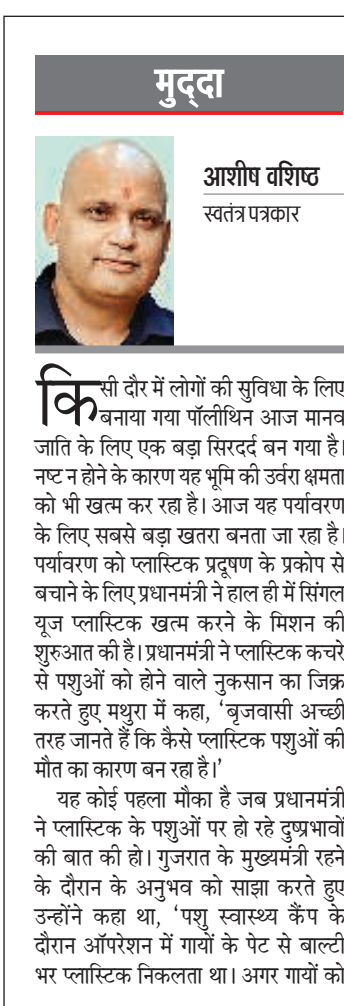 मुद्दा
आशीष वशिष्ठ
स्वतंत्र पत्रकार
किसी दौर में लोगों की सुविधा के लिए
बनाया गया पॉलीथिन आज मानव
जाति के लिए एक बड़ा सिरदर्द बन गया है।
नष्ट न होने के कारण यह भूमि की उर्वरा क्षमता
को भी खत्म कर रहा है। आज यह पर्यावरण
के लिए सबसे बड़ा खतरा बनता जा रहा है।
पर्यावरण को प्लास्टिक प्रदूषण के प्रकोप से
बचाने के लिए प्रधानमंत्री ने हाल ही में सिंगल
यूज प्लास्टिक खत्म करने के मिशन की
शुरुआत की है। प्रधानमंत्री ने प्लास्टिक कचरे
से पशुओं को होने वाले नुकसान का जिक्र
करते हुए मथुरा में कहा, ‘बृजवासी अच्छी
तरह जानते हैं कि कैसे प्लास्टिक पशुओं की
मौत का कारण बन रहा है।’
यह कोई पहला मौका है जब प्रधानमंत्री
ने प्लास्टिक के पशुओं पर हो रहे दुष्प्रभावों
की बात की हो। गुजरात के मुख्यमंत्री रहने
के दौरान के अनुभव को साझा करते हुए
उन्होंने कहा था, ‘पशु स्वास्थ्य कैंप के
दौरान ऑपरेशन में गायों के पेट से बाल्टी
भर प्लास्टिक निकलता था। अगर गायों को